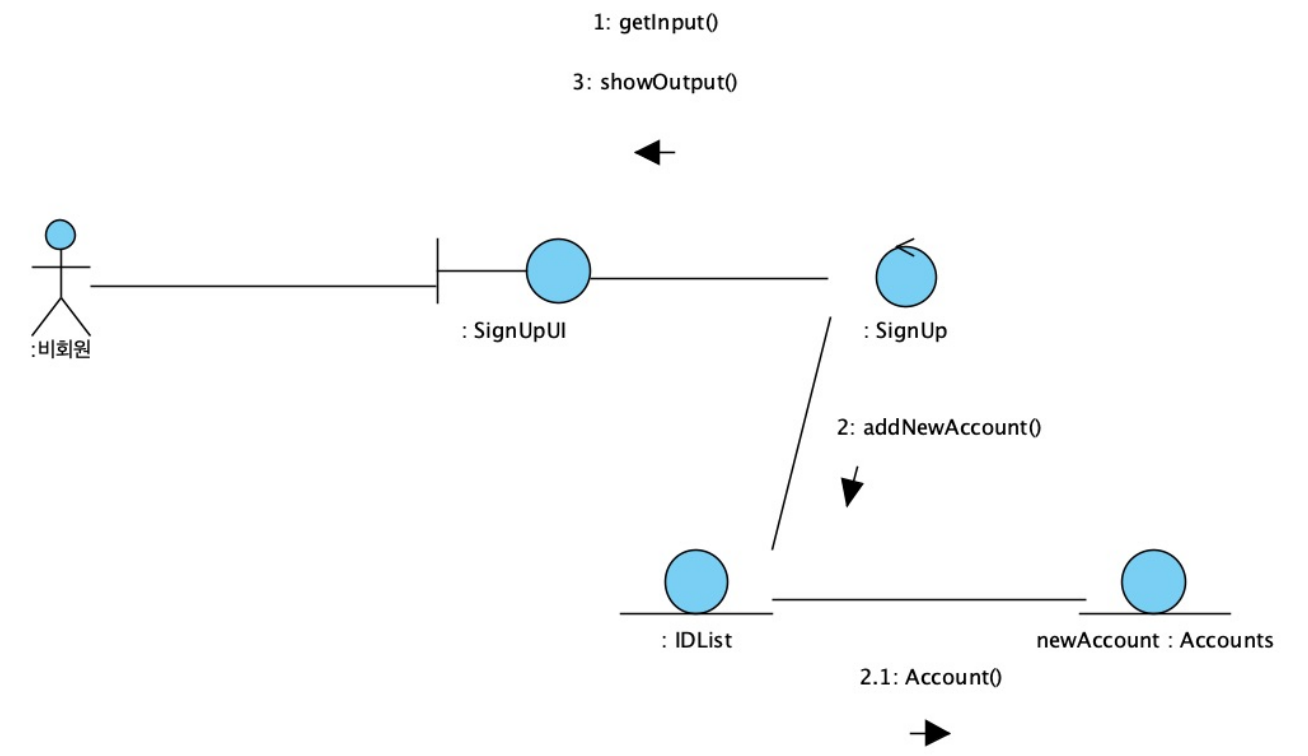 1: getInput()
3: showOutput()
:비회원
: SignUpUI
: SignUp
2: addNewAccount()
: IDList
newAccount : Accounts
2.1: Account()